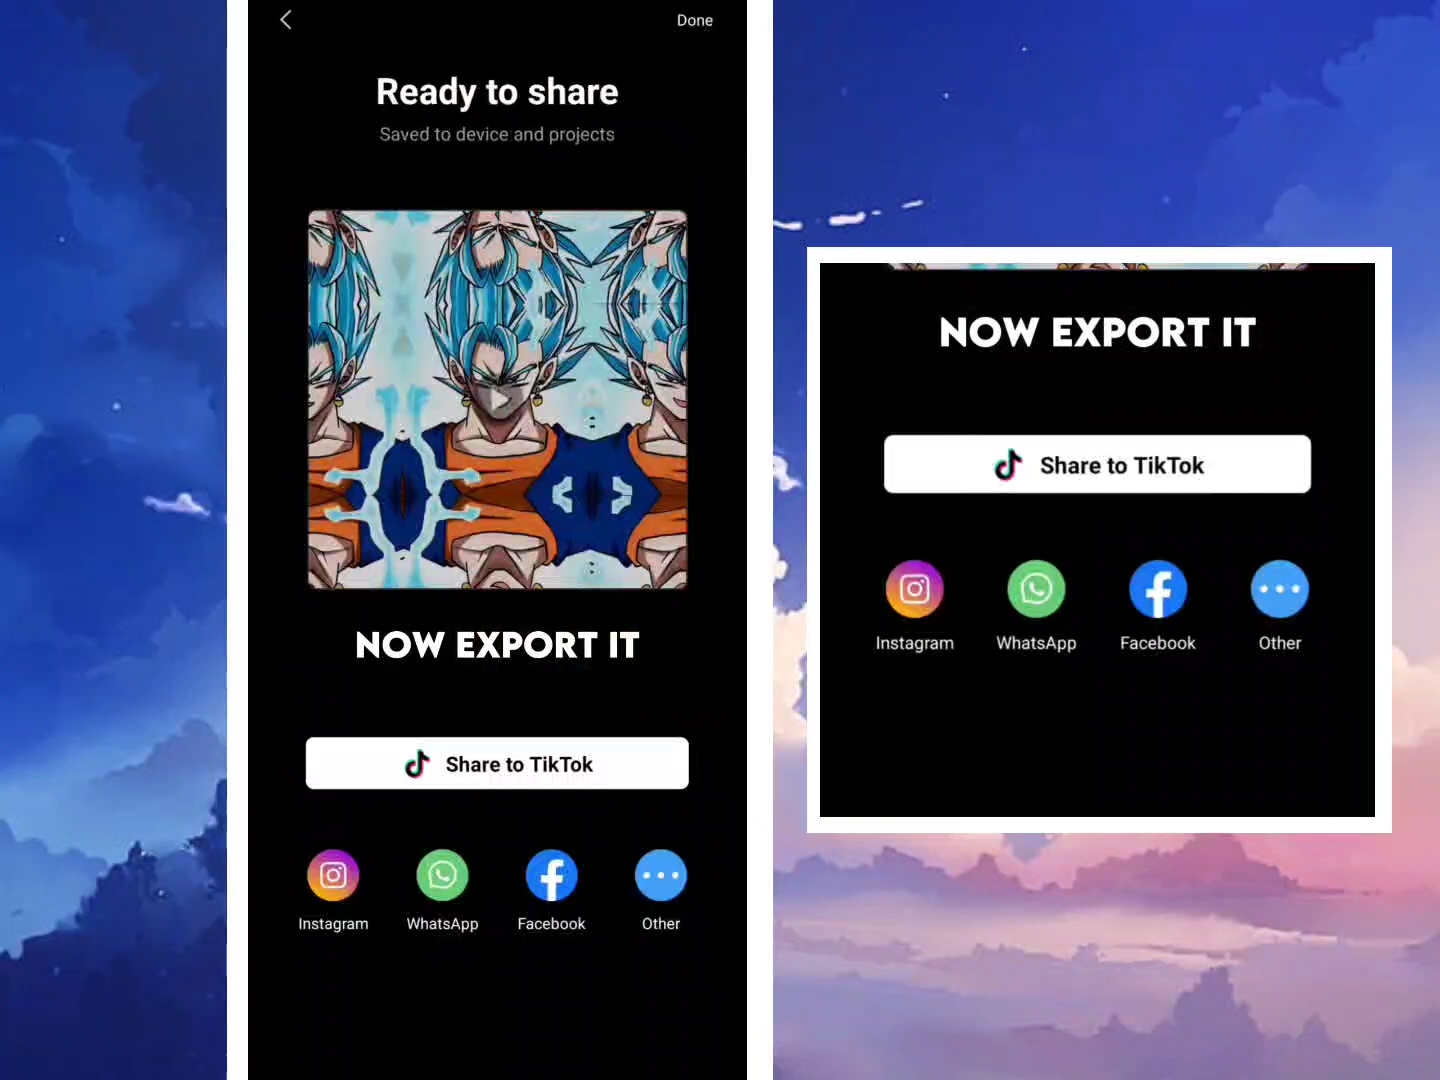 Done
Ready to share
Saved to device and projects
NOW EXPORT IT
Share to TikTok
Instagram WhatsApp Facebook Other
NOW EXPORT IT
Share to TikTok
Instagram WhatsApp Facebook Other